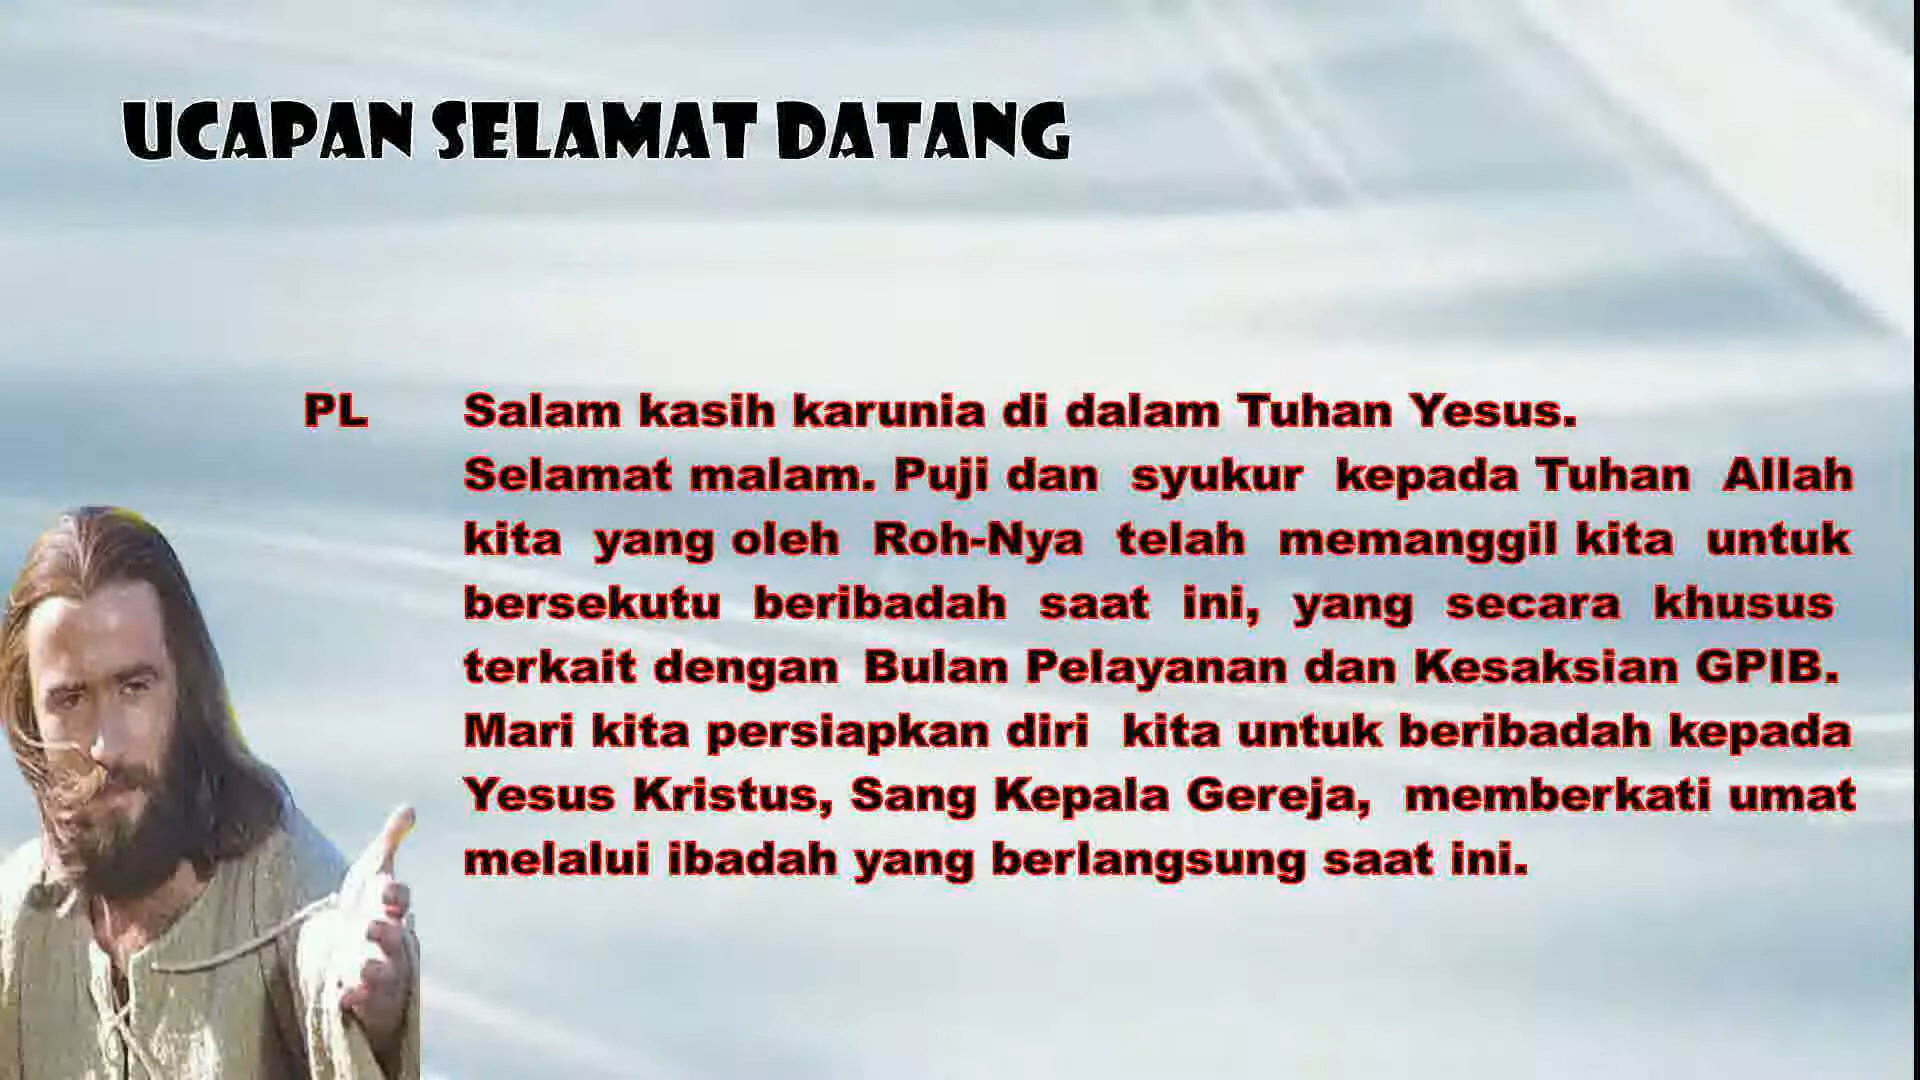 UCAPAN SELAMAT DATANG
PL Salam kasih karunia di dalam Tuhan Yesus.
Selamat malam. Puji dan syukur kepada Tuhan Allah
kita yang oleh Roh-Nya telah memanggil kita untuk
bersekutu beribadah saat ini, yang secara khusus
terkait dengan Bulan Pelayanan dan Kesaksian GPIB.
Mari kita persiapkan diri kita untuk beribadah kepada
Yesus Kristus, Sang Kepala Gereja, memberkati umat
melalui ibadah yang berlangsung saat ini.